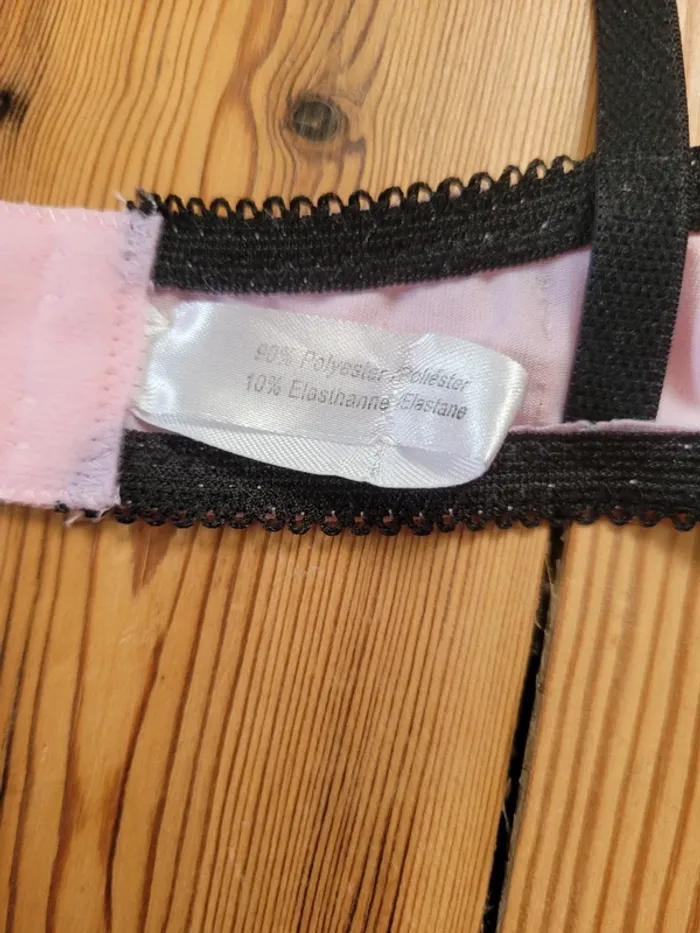 90% Polyester /Poliéster
10% Elasthanne /Elastane